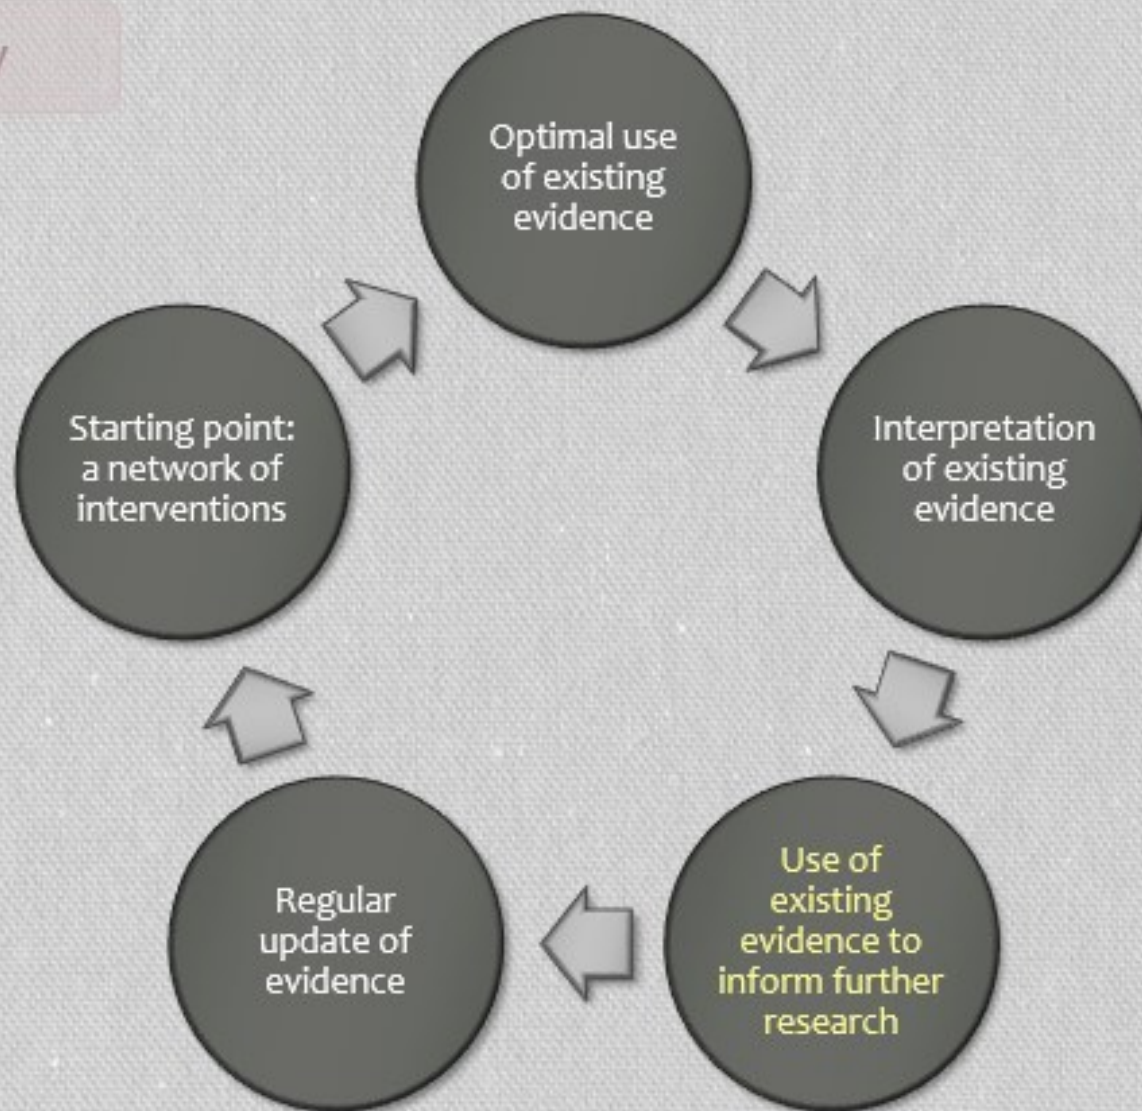 Optimal use
of existing
evidence
Starting point:
a network of
interventions
Interpretation
of existing
evidence
Use of
existing
evidence to
inform further
research
Regular
update of
evidence